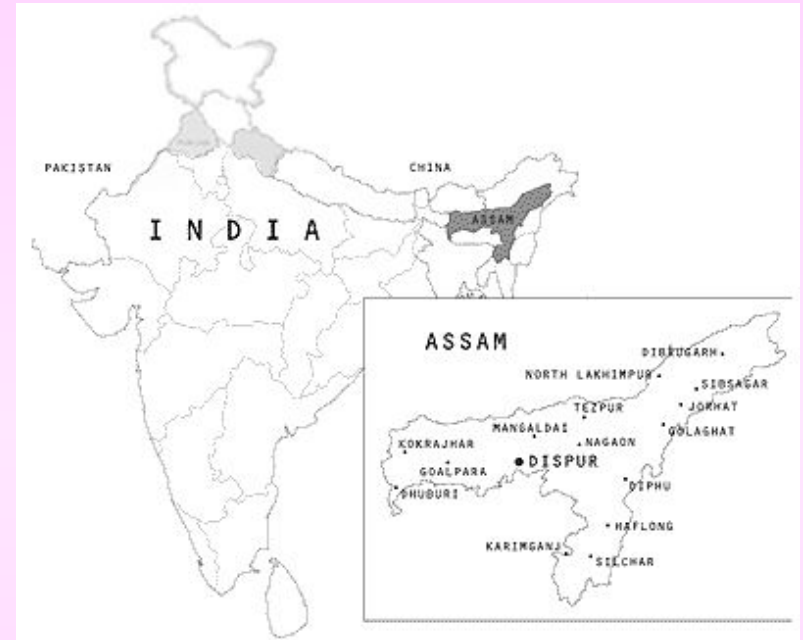 PAKISTAN
CHINA
INDIA
ASSAM
ASSAM
DIBRUGARH
NORTH LAKHIMPUR
SIBSAGAR
JORHAT
TEZPUR
GOLAGHAT
MANGALDAI
KOKRAJHAR
NAGAON
GOALPARA
DISPUR
DHUBURI
DIPHU
HAFLONG
KARIMGANJ
SILCHAR